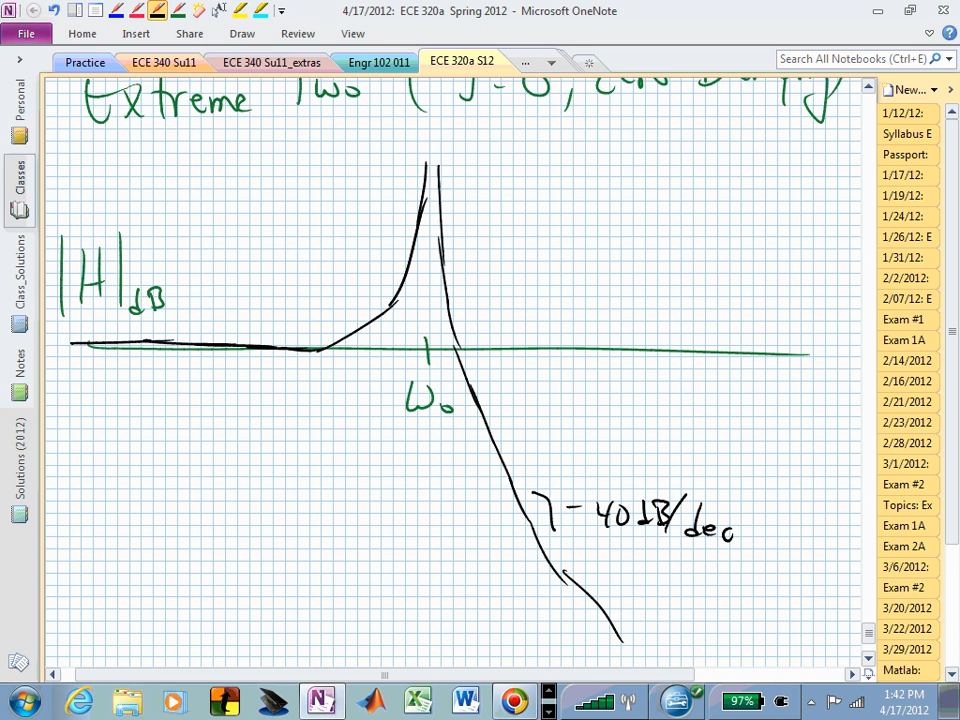 4/17/2012: ECE 320a Spring 2012 - Microsoft OneNote
File Home Insert Share Review Draw View
Practice ECE 340 Su11 ECE 340 Su11_extras Engr 102 011 ECE 320a S12 ...
Search All Notebooks (Ctrl+E)
Personal
Classes
Class_Solutions
Notes
Solutions (2012)
New...
1/12/12:
Syllabus E
Passport:
1/17/12:
1/19/12:
1/24/12:
1/26/12: E
1/31/12:
2/2/2012:
2/07/12: E
Exam #1
Exam 1A
2/14/2012
2/16/2012
2/21/2012
2/23/2012
2/28/2012
3/1/2012:
Exam #2
Topics: Ex
Exam 1A
Exam 2A
3/6/2012:
Exam #2
3/20/2012
3/22/2012
3/29/2012
Matlab:
Extreme Two
|H|dB
ω₀
-40 dB/dec
97%
1:42 PM
4/17/2012